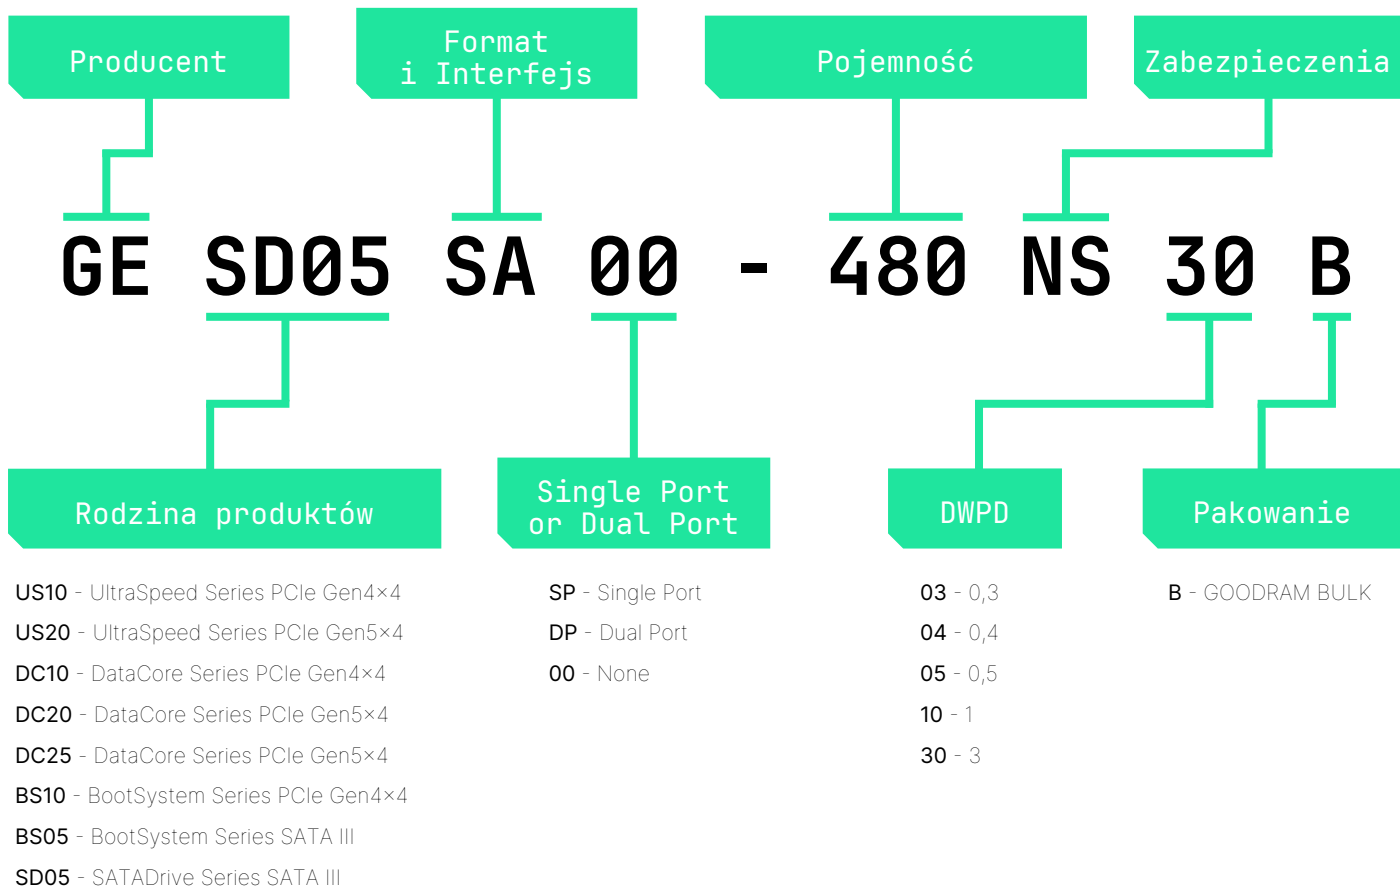 Producent
Format
i Interfejs
Pojemność
Zabezpieczenia
GE SD05 SA 00 - 480 NS 30 B
Rodzina produktów
Single Port
or Dual Port
DWPD
Pakowanie
US10 - UltraSpeed Series PCIe Gen4×4
US20 - UltraSpeed Series PCIe Gen5×4
DC10 - DataCore Series PCIe Gen4×4
DC20 - DataCore Series PCIe Gen5×4
DC25 - DataCore Series PCIe Gen5×4
BS10 - BootSystem Series PCIe Gen4×4
BS05 - BootSystem Series SATA III
SD05 - SATADrive Series SATA III
SP - Single Port
DP - Dual Port
00 - None
03 - 0,3
04 - 0,4
05 - 0,5
10 - 1
30 - 3
B - GOODRAM BULK